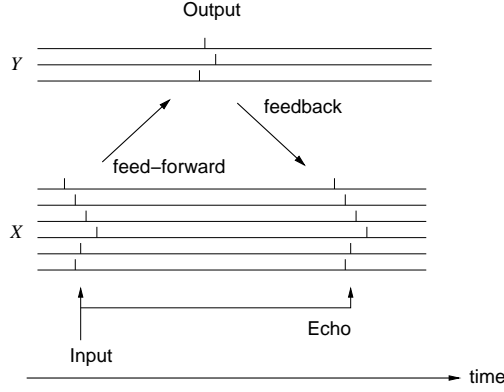 Output
Y
feedback
feed–forward
X
Echo
Input
time